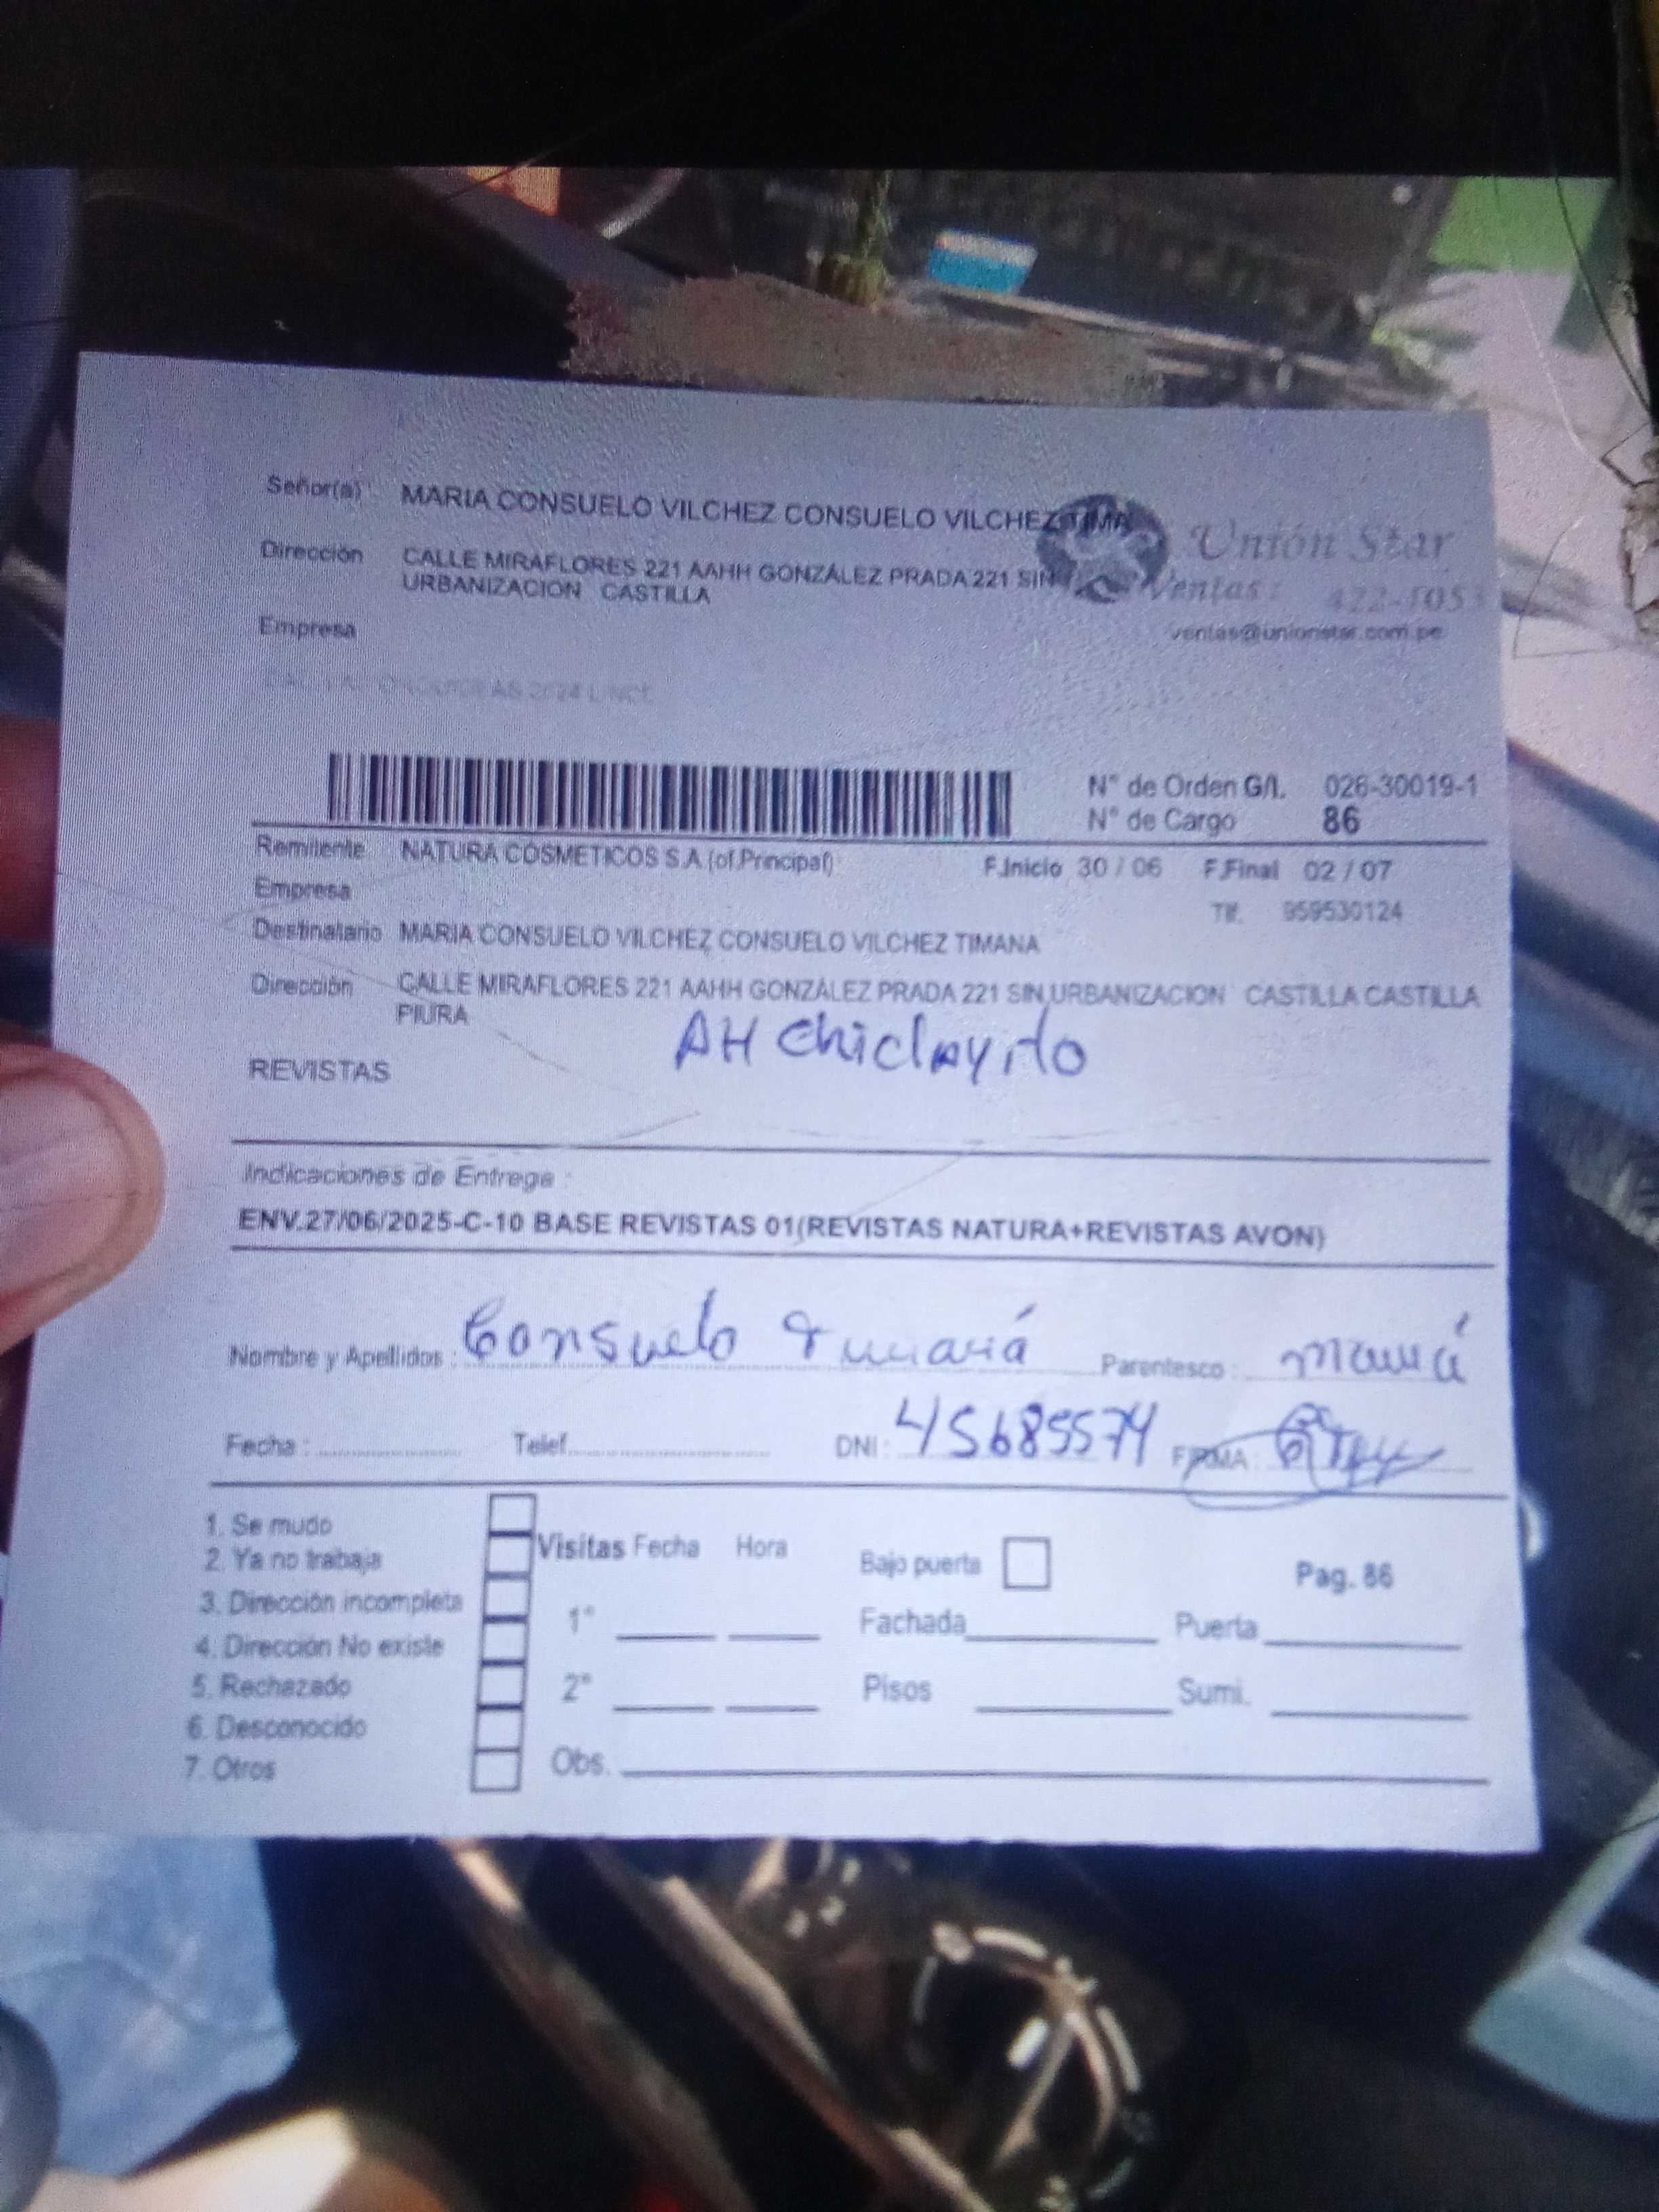 Señor(a) : MARIA CONSUELO VILCHEZ CONSUELO VILCHEZ TIMA
Unión Star
Dirección CALLE MIRAFLORES 221 AAHH GONZÁLEZ PRADA 221 SIN
URBANIZACION CASTILLA
Ventas : 422-105
Empresa
ventas@unionstar.com.pe
N° de Orden G/I. 026-30019-1
N° de Cargo 86
Remitente NATURA COSMETICOS S.A (of.Principal) F.Inicio 30 / 06 F.Final 02 / 07
Empresa
Tlf. 959530124
Destinatario MARIA CONSUELO VILCHEZ CONSUELO VILCHEZ TIMANA
Dirección CALLE MIRAFLORES 221 AAHH GONZÁLEZ PRADA 221 SIN URBANIZACION CASTILLA CASTILLA
PIURA
AH Chiclayito
REVISTAS
Indicaciones de Entrega :
ENV.27/06/2025-C-10 BASE REVISTAS 01(REVISTAS NATURA+REVISTAS AVON)
Nombre y Apellidos : Consuelo Timaná Parentesco : mamá
Fecha : Telef. DNI : 45685574 FIRMA :
1. Se mudo
2. Ya no trabaja
3. Dirección incompleta
4. Dirección No existe
5. Rechazado
6. Desconocido
7. Otros
Visitas Fecha Hora
1°
2°
Obs.
Bajo puerta
Fachada
Pisos
Pag. 86
Puerta
Sumi.